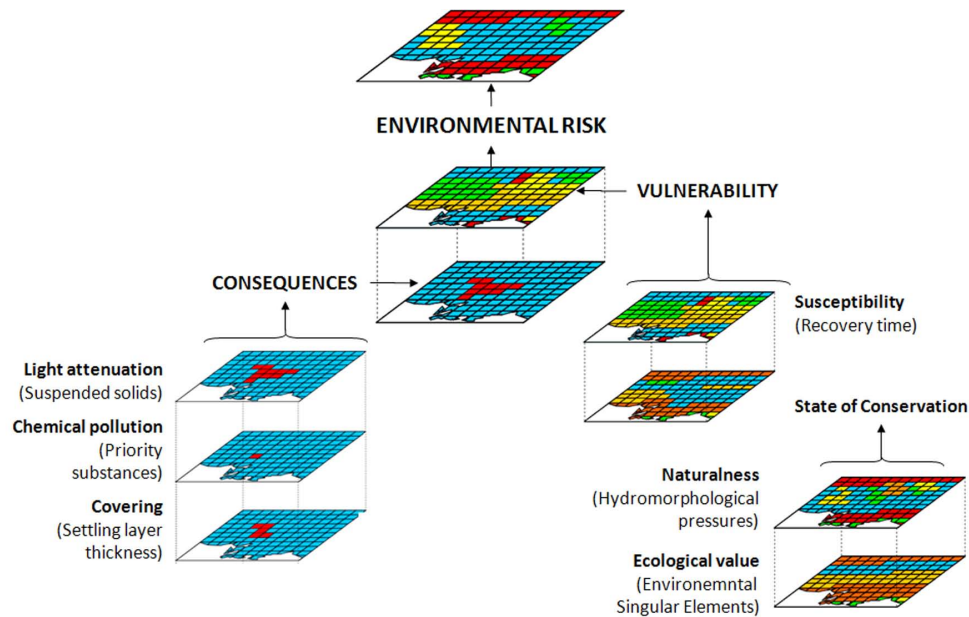 ENVIRONMENTAL RISK
VULNERABILITY
CONSEQUENCES
Susceptibility
(Recovery time)
Light attenuation
(Suspended solids)
State of Conservation
Chemical pollution
(Priority
substances)
Naturalness
(Hydromorphological
pressures)
Covering
(Settling layer
thickness)
Ecological value
(Environemntal
Singular Elements)